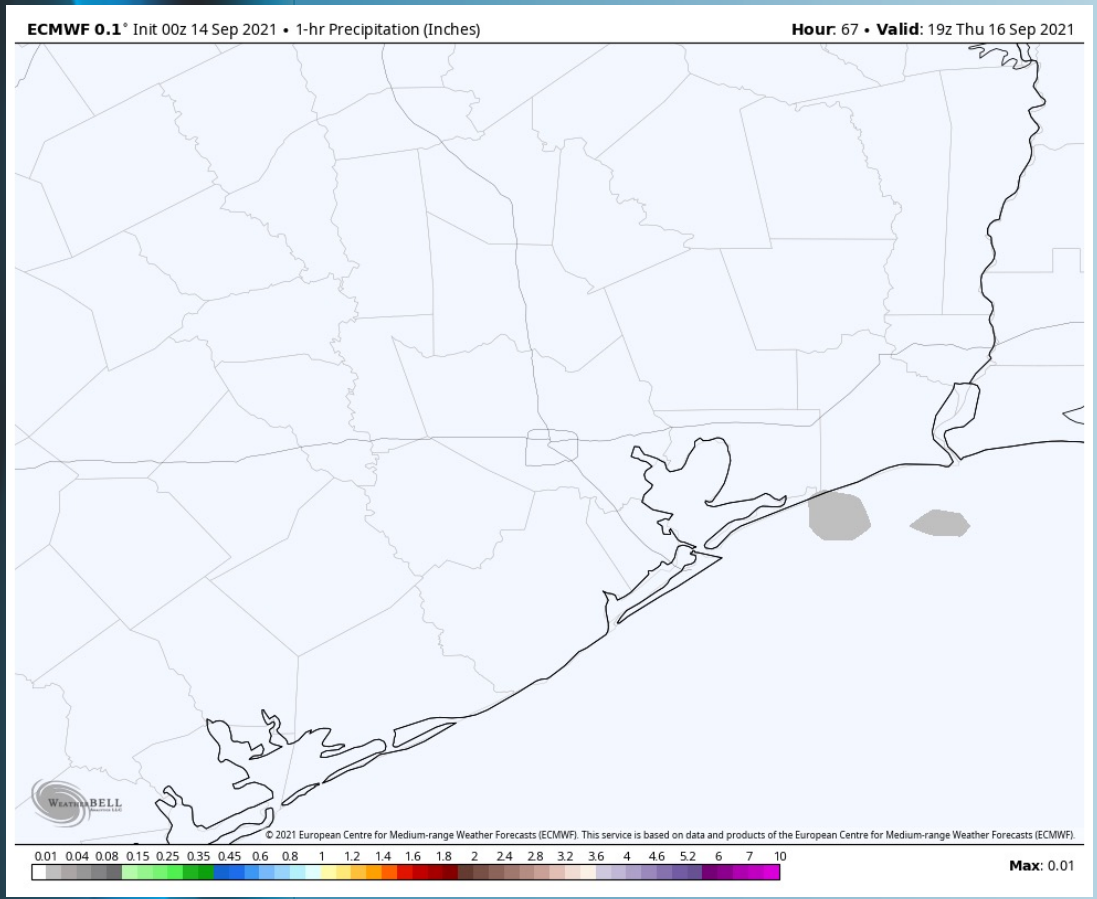 ECMWF 0.1° Init 00z 14 Sep 2021 • 1-hr Precipitation (Inches) Hour: 67 • Valid: 19z Thu 16 Sep 2021
WEATHERBELL
© 2021 European Centre for Medium-range Weather Forecasts (ECMWF). This service is based on data and products of the European Centre for Medium-range Weather Forecasts (ECMWF).
0.01 0.04 0.08 0.15 0.25 0.35 0.45 0.6 0.8 1 1.2 1.4 1.6 1.8 2 2.4 2.8 3.2 3.6 4 4.6 5.2 6 7 10
Max: 0.01